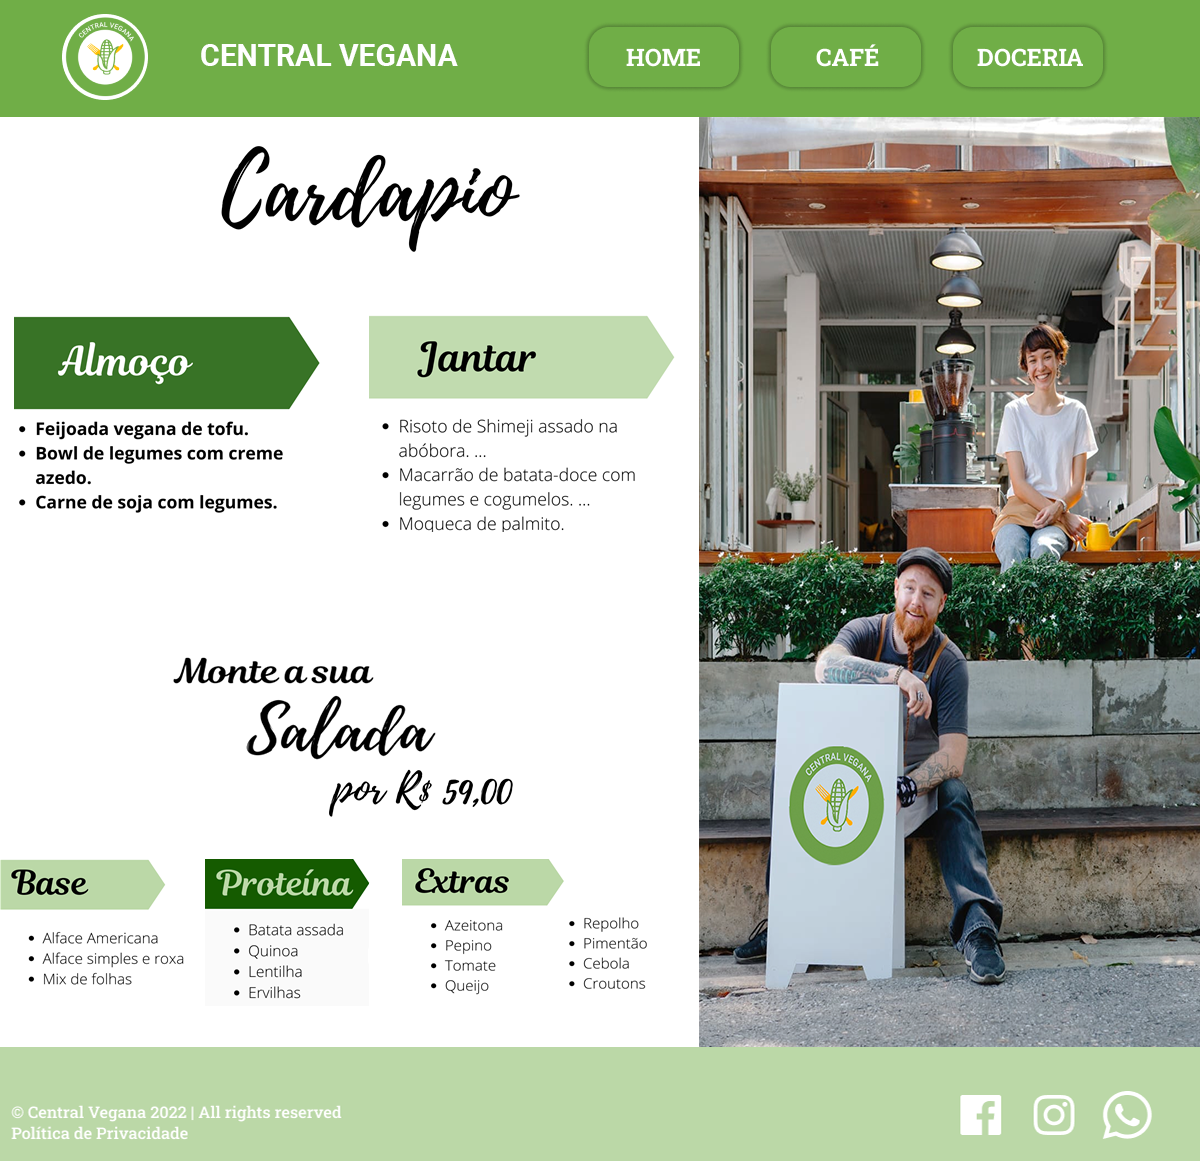 CENTRAL VEGANA
CENTRAL VEGANA
HOME
CAFÉ
DOCERIA
Cardapio
Almoço
• Feijoada vegana de tofu.
• Bowl de legumes com creme
azedo.
• Carne de soja com legumes.
Jantar
• Risoto de Shimeji assado na
abóbora. ...
• Macarrão de batata-doce com
legumes e cogumelos. ...
• Moqueca de palmito.
Monte a sua
Salada
por R$ 59,00
Base
• Alface Americana
• Alface simples e roxa
• Mix de folhas
Proteína
• Batata assada
• Quinoa
• Lentilha
• Ervilhas
Extras
• Azeitona
• Pepino
• Tomate
• Queijo
• Repolho
• Pimentão
• Cebola
• Croutons
CENTRAL VEGANA
© Central Vegana 2022 | All rights reserved
Política de Privacidade